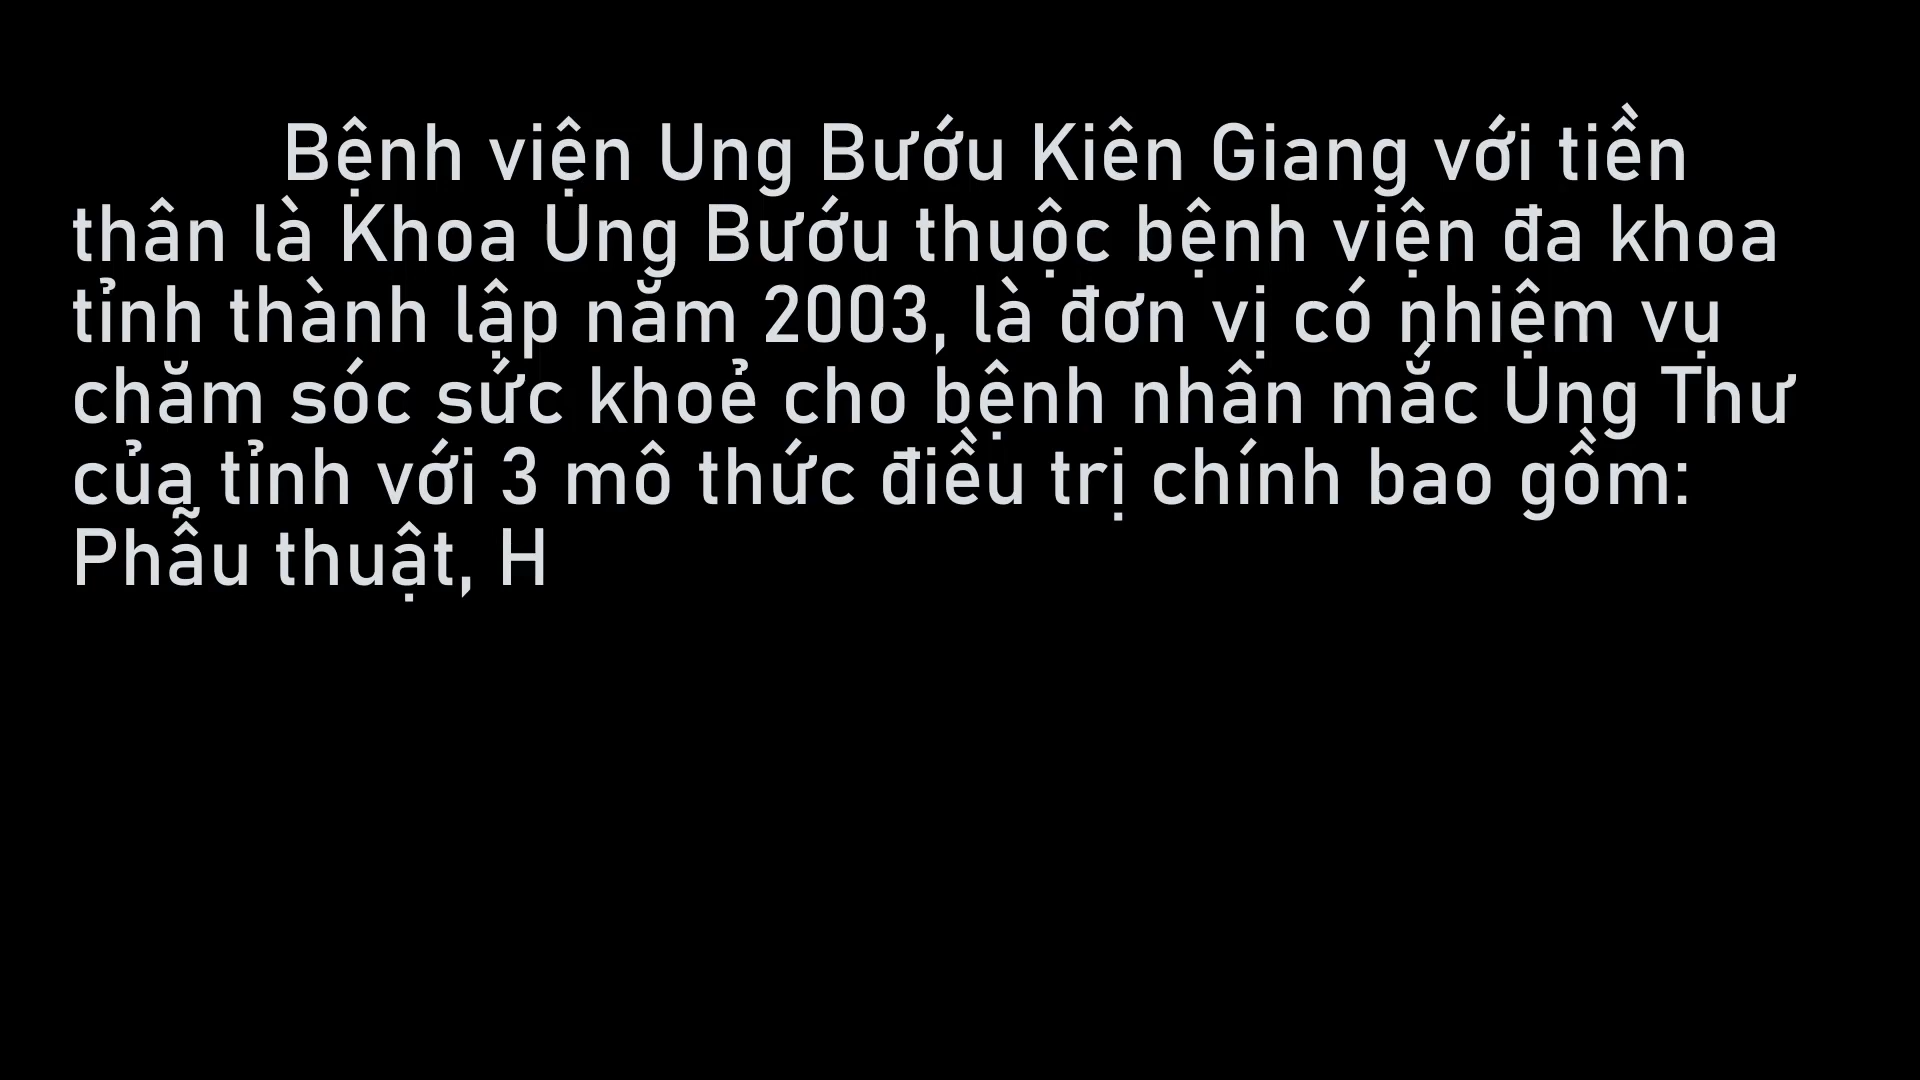 Bệnh viện Ung Bướu Kiên Giang với tiền
thân là Khoa Ung Bướu thuộc bệnh viện đa khoa
tỉnh thành lập năm 2003, là đơn vị có nhiệm vụ
chăm sóc sức khoẻ cho bệnh nhân mắc Ung Thư
của tỉnh với 3 mô thức điều trị chính bao gồm:
Phẫu thuật, H